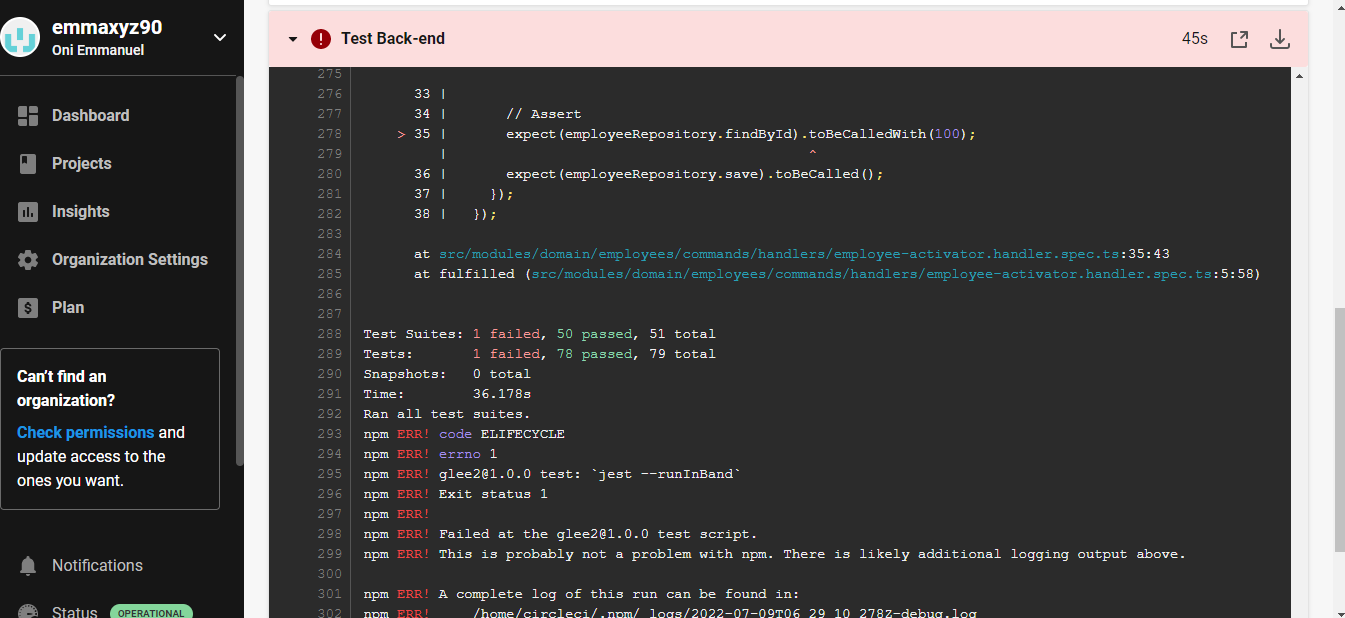 emmaxyz90
Oni Emmanuel
Dashboard
Projects
Insights
Organization Settings
Plan
Can't find an
organization?
Check permissions and
update access to the
ones you want.
Notifications
Status OPERATIONAL
Test Back-end 45s
275
276 33 |
277 34 | // Assert
278 > 35 | expect(employeeRepository.findById).toBeCalledWith(100);
279 | ^
280 36 | expect(employeeRepository.save).toBeCalled();
281 37 | });
282 38 | });
283
284 at src/modules/domain/employees/commands/handlers/employee-activator.handler.spec.ts:35:43
285 at fulfilled (src/modules/domain/employees/commands/handlers/employee-activator.handler.spec.ts:5:58)
286
287
288 Test Suites: 1 failed, 50 passed, 51 total
289 Tests: 1 failed, 78 passed, 79 total
290 Snapshots: 0 total
291 Time: 36.178s
292 Ran all test suites.
293 npm ERR! code ELIFECYCLE
294 npm ERR! errno 1
295 npm ERR! glee2@1.0.0 test: `jest --runInBand`
296 npm ERR! Exit status 1
297 npm ERR!
298 npm ERR! Failed at the glee2@1.0.0 test script.
299 npm ERR! This is probably not a problem with npm. There is likely additional logging output above.
300
301 npm ERR! A complete log of this run can be found in:
302 npm ERR! /home/circleci/.npm/_logs/2022-07-09T06_29_10_278Z-debug.log